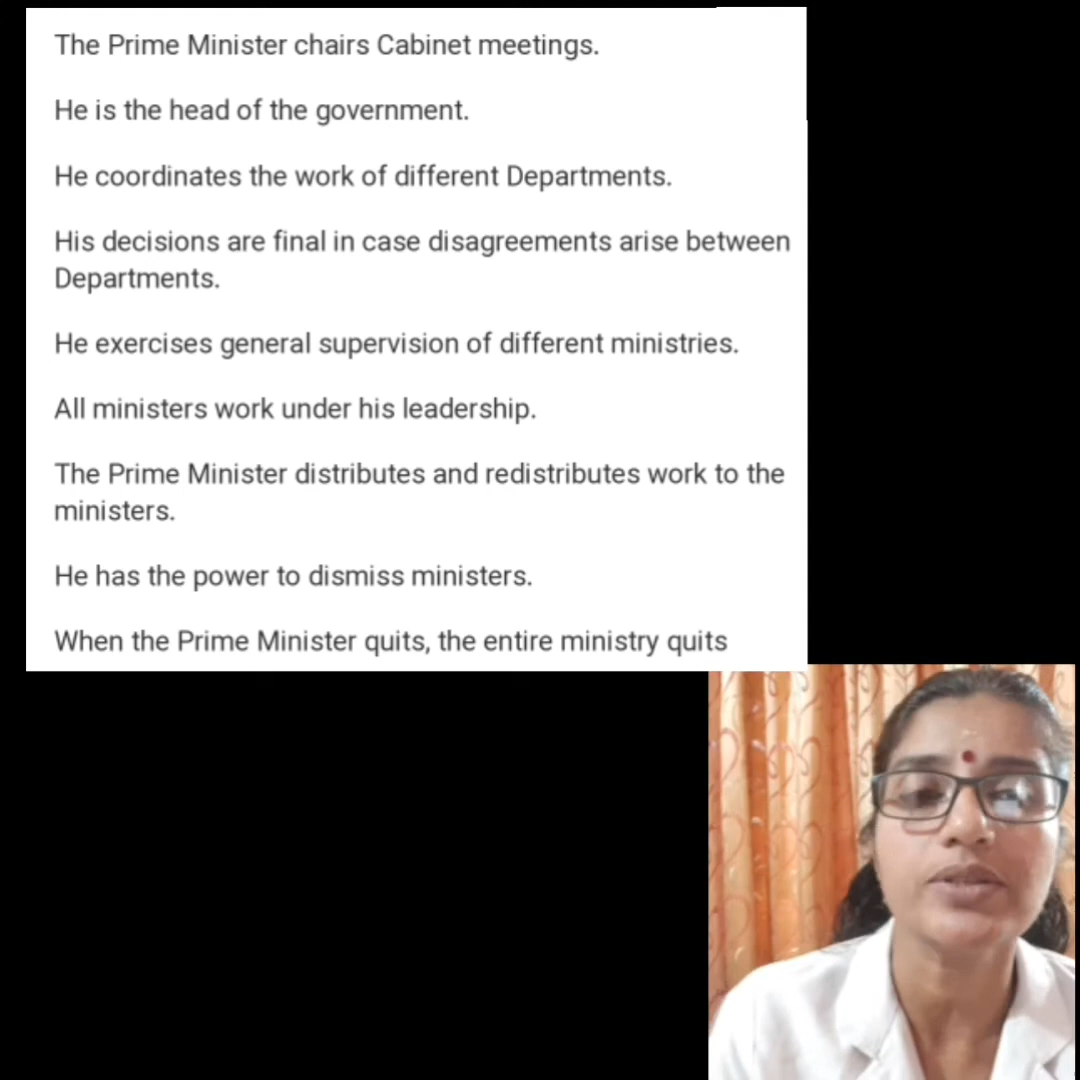 The Prime Minister chairs Cabinet meetings.
He is the head of the government.
He coordinates the work of different Departments.
His decisions are final in case disagreements arise between
Departments.
He exercises general supervision of different ministries.
All ministers work under his leadership.
The Prime Minister distributes and redistributes work to the
ministers.
He has the power to dismiss ministers.
When the Prime Minister quits, the entire ministry quits